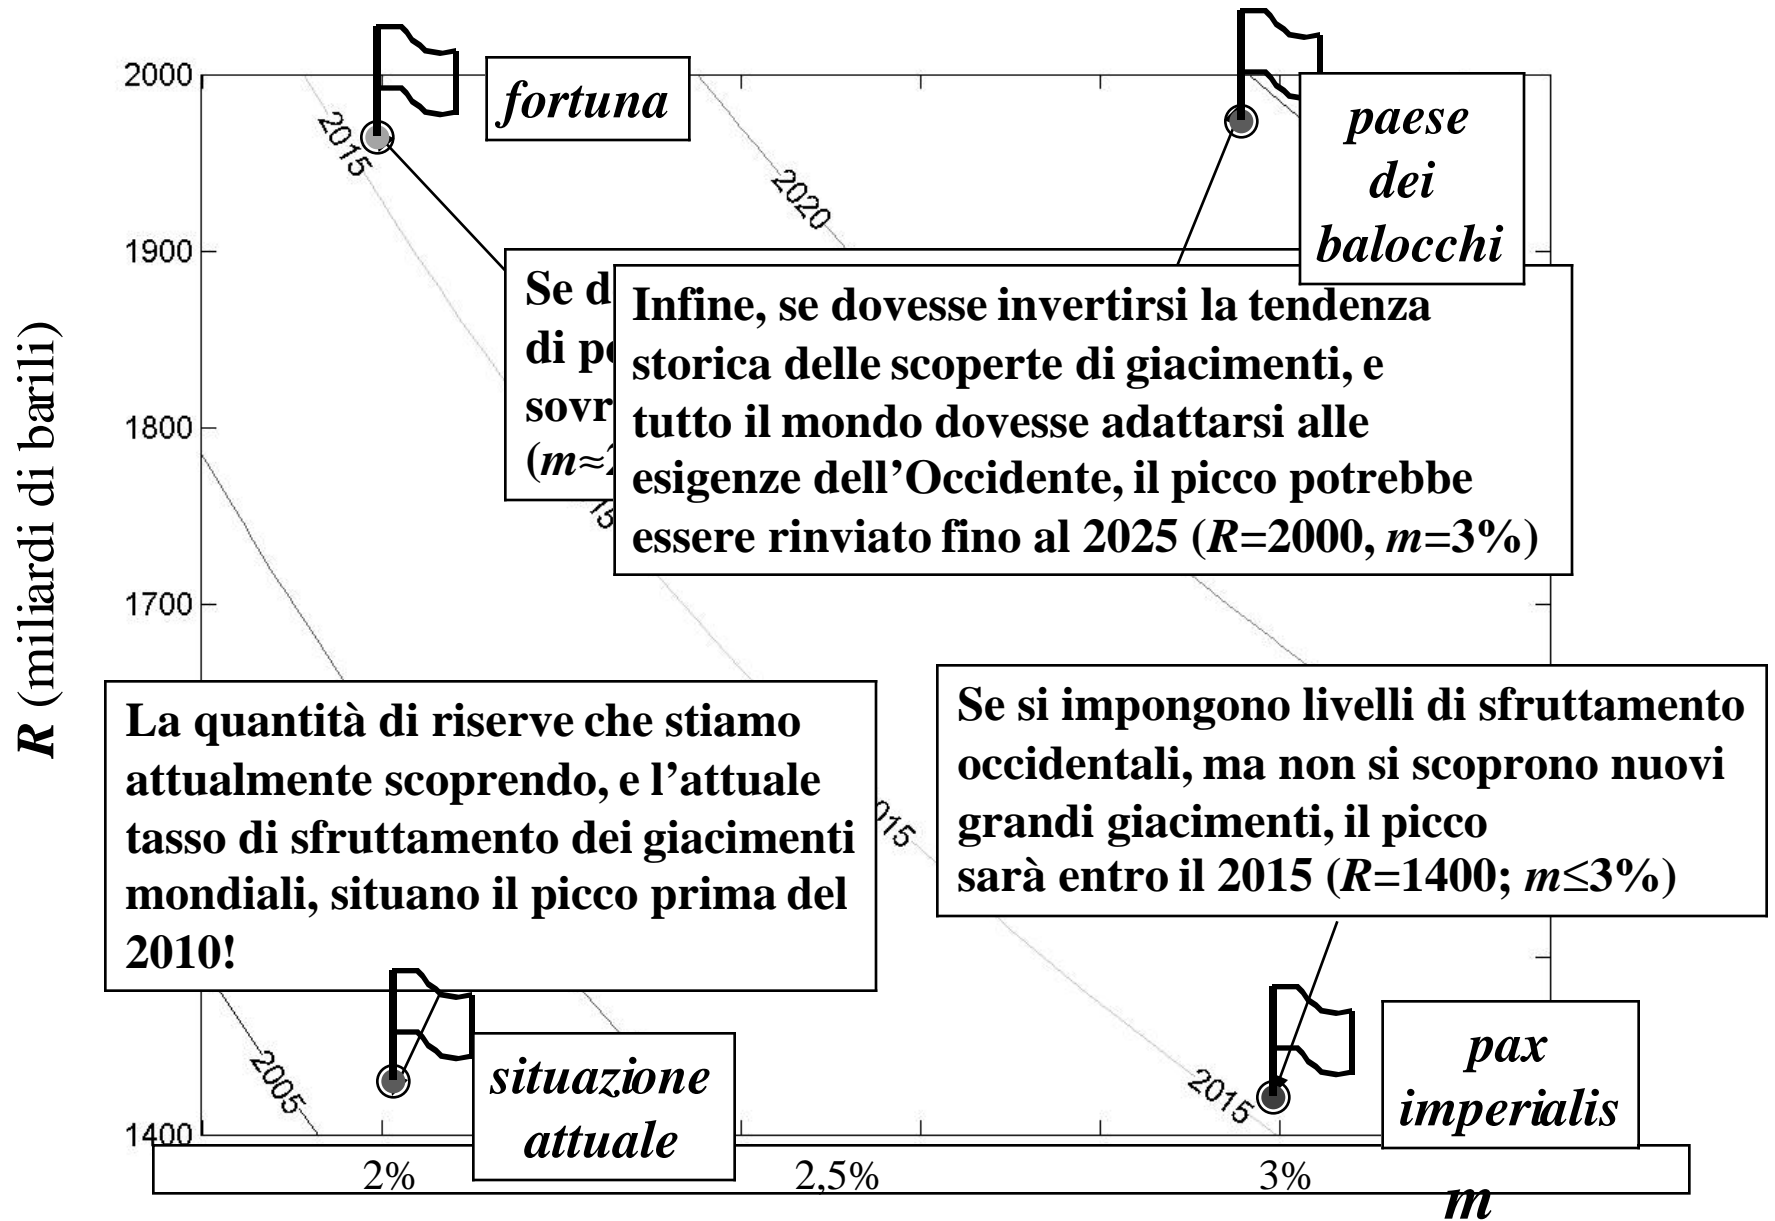 R (miliardi di barili)
2000
1900
1800
1700
1400
2015
2020
fortuna
paese
dei
balocchi
Se d
di
sovr
(m≈
Infine, se dovesse invertirsi la tendenza
storica delle scoperte di giacimenti, e
tutto il mondo dovesse adattarsi alle
esigenze dell’Occidente, il picco potrebbe
essere rinviato fino al 2025 (R=2000, m=3%)
15
La quantità di riserve che stiamo
attualmente scoprendo, e l’attuale
tasso di sfruttamento dei giacimenti
mondiali, situano il picco prima del
2010!
015
Se si impongono livelli di sfruttamento
occidentali, ma non si scoprono nuovi
grandi giacimenti, il picco
sarà entro il 2015 (R=1400; m≤3%)
2005
situazione
attuale
2015
pax
imperialis
2%
2,5%
3%
m